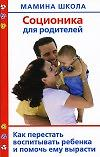 МАМИНА ШКОЛА
Соционика
для родителей
Как перестать
воспитывать ребенка
и помочь ему вырасти